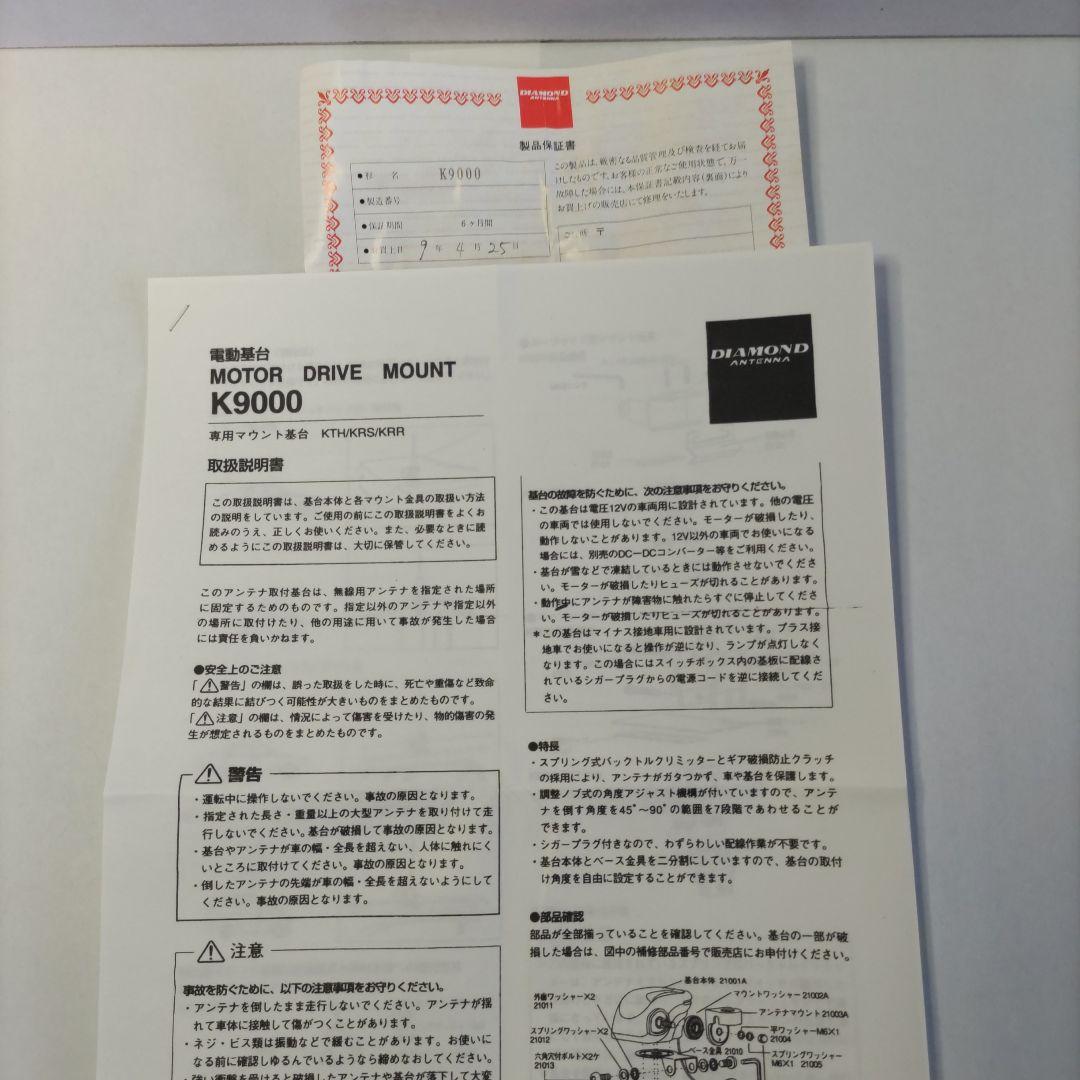 DIAMOND
ANTENNA
製品保証書
名 K9000
●製造番号
●保証期間 6ヶ月間
9年4月25日
この製品は、厳密なる品質管理及び検査を経てお届
けしたものです。お客様の正常なご使用状態で、万一
故障した場合には、本保証書記載内容(裏面)により
お買上げの販売店にて修理をいたします。
〒
電動基台
MOTOR DRIVE MOUNT
K9000
専用マウント基台 KTH/KRS/KRR
取扱説明書
DIAMOND
ANTENNA
この取扱説明書は、基台本体と各マウント金具の取扱い方法
の説明をしています。ご使用の前にこの取扱説明書をよくお
読みのうえ、正しくお使いください。また、必要なときに読
めるようにこの取扱説明書は、大切に保管してください。
このアンテナ取付基台は、無線用アンテナを指定された場所
に固定するためのものです。指定以外のアンテナや指定以外
の場所に取付けたり、他の用途に用いて事故が発生した場合
には責任を負いかねます。
●安全上のご注意
「⚠警告」の欄は、誤った取扱をした時に、死亡や重傷など致命
的な結果に結びつく可能性が大きいものをまとめたものです。
「⚠注意」の欄は、情況によって傷害を受けたり、物的傷害の発
生が想定されるものをまとめたものです。
⚠警告
・運転中に操作しないでください。事故の原因となります。
・指定された長さ・重量以上の大型アンテナを取り付けて走
行しないでください。基台が破損して事故の原因となります。
・基台やアンテナが車の幅・全長を超えない、人体に触れにく
いところに取付けてください。事故の原因となります。
・倒したアンテナの先端が車の幅・全長を超えないようにして
ください。事故の原因となります。
⚠注意
事故を防ぐために、以下の注意事項をお守りください。
・アンテナを倒したまま走行しないでください。アンテナが揺
れて車体に接触して傷がつくことがあります。
・ネジ・ビス類は振動などで緩むことがあります。お使いに
なる前に確認しゆるんでいるようなら締めなおしてください。
・強い衝撃を受けると破損したアンテナや基台が落下して大変
基台の故障を防ぐために、次の注意事項をお守りください。
・この基台は電圧12Vの車両用に設計されています。他の電圧
の車両では使用しないでください。モーターが破損したり、
動作しないことがあります。12V以外の車両でお使いになる
場合には、別売のDC－DCコンバーター等をご利用ください。
・基台が雪などで凍結しているときには動作させないでくださ
い。モーターが破損したりヒューズが切れることがあります。
・動作中にアンテナが障害物に触れたらすぐに停止してくださ
い。モーターが破損したりヒューズが切れることがあります。
＊この基台はマイナス接地車用に設計されています。プラス接
地車でお使いになると操作が逆になり、ランプが点灯しなく
なります。この場合にはスイッチボックス内の基板に配線さ
れているシガープラグからの電源コードを逆に接続してくだ
さい。
●特長
・スプリング式バックトルクリミッターとギア破損防止クラッチ
の採用により、アンテナがガタつかず、車や基台を保護します。
・調整ノブ式の角度アジャスト機構が付いていますので、アンテ
ナを倒す角度を45°～90°の範囲を7段階であわせることが
できます。
・シガープラグ付きなので、わずらわしい配線作業が不要です。
・基台本体とベース金具を二分割にしていますので、基台の取付
け角度を自由に設定することができます。
●部品確認
部品が全部揃っていることを確認してください。基台の一部が破
損した場合は、図中の補修部品番号で販売店にお申付けください。
基台本体 21001A
外歯ワッシャー×2
21011
マウントワッシャー 21002A
アンテナマウント 21003A
スプリングワッシャー×2
21012
平ワッシャーM6×1
21004
ベース金具 21010
六角穴付ボルト×2ケ
21013
スプリングワッシャー
M6×1 21005